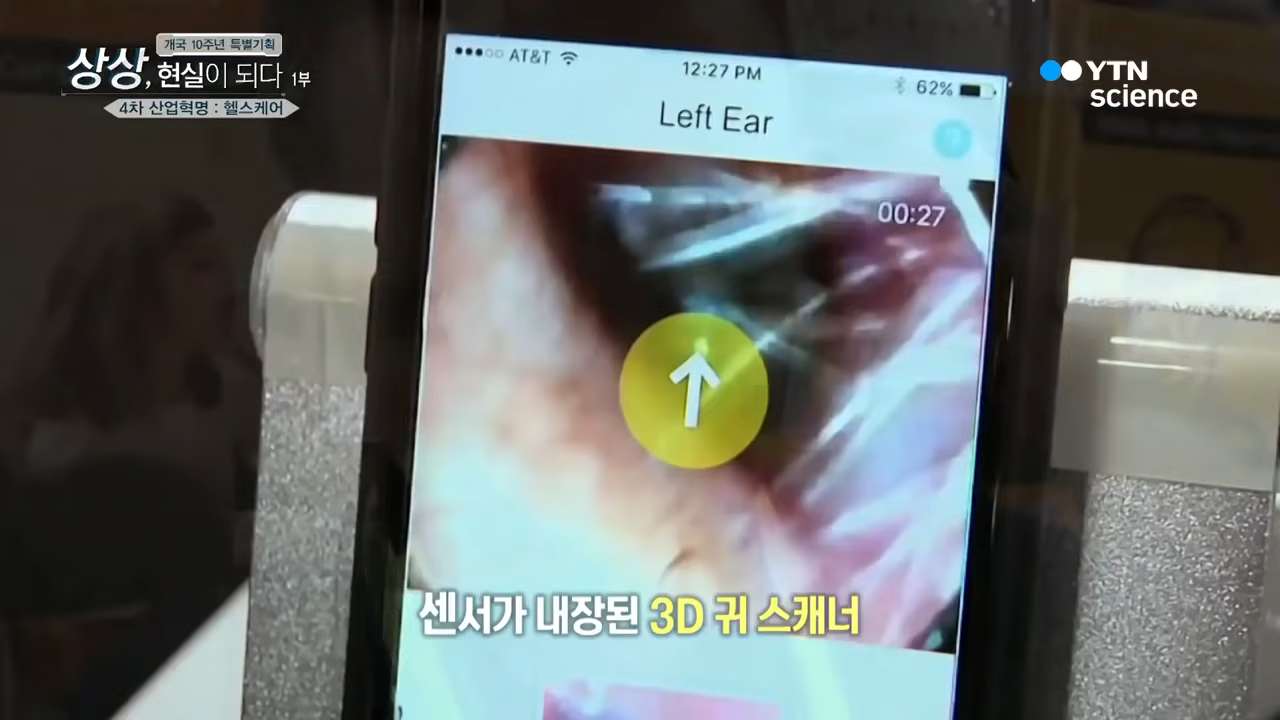 개국 10주년 특별기획
상상, 현실이 되다 1부
4차 산업혁명 : 헬스케어
YTN
science
AT&T
12:27 PM
62%
Left Ear
?
00:27
센서가 내장된 3D 귀 스캐너